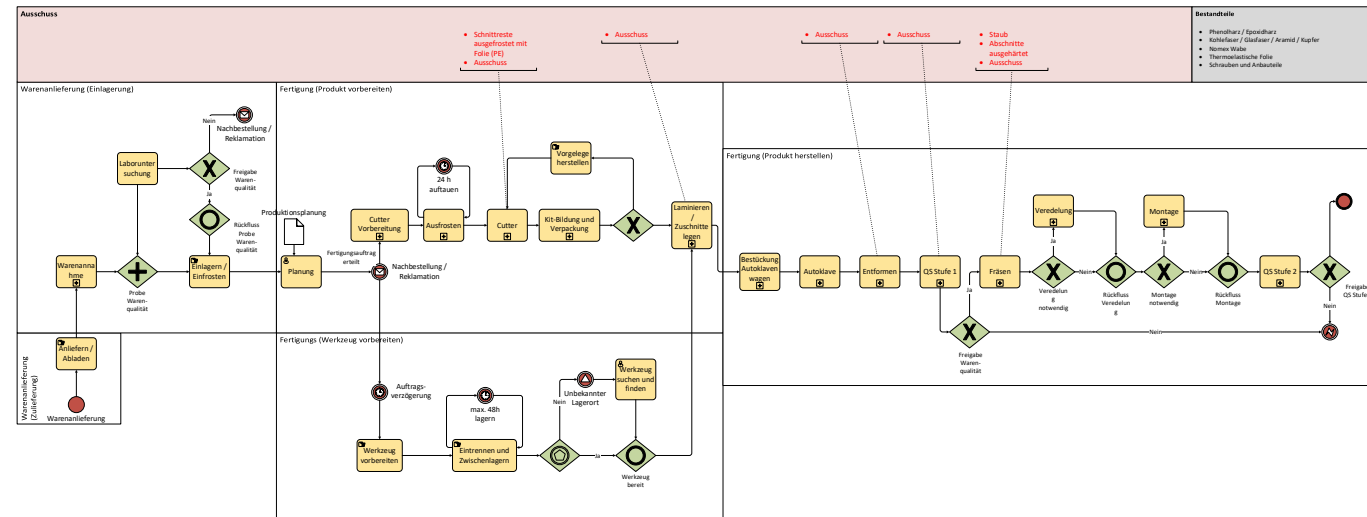 Ausschuss
Bestandteile
• Phenolharz / Epoxidharz
• Kohlefaser / Glasfaser / Aramid / Kupfer
• Nomex Wabe
• Thermoelastische Folie
• Schrauben und Anbauteile
• Schnittreste
ausgefrostet mit
Folie (PE)
• Ausschuss
• Ausschuss
• Ausschuss
• Ausschuss
• Staub
• Abschnitte
ausgehärtet
• Ausschuss
Warenanlieferung (Einlagerung)
Nein
Nachbestellung /
Reklamation
Laborunter
suchung
X
Freigabe
Waren-
qualität
Ja
Rückfluss
Probe
Waren-
qualität
Warenanna
hme
Probe
Waren-
qualität
Einlagern /
Einfrosten
Warenanlieferung
(Zulieferung)
Anliefern /
Abladen
Warenanlieferung
Fertigung (Produkt vorbereiten)
Produktionsplanung
Planung
Fertigungsauftrag
erteilt
Nachbestellung /
Reklamation
Cutter
Vorbereitung
24 h
auftauen
Ausfrosten
Cutter
Vorgelege
herstellen
Kit-Bildung und
Verpackung
X
Laminieren
/
Zuschnitte
legen
Fertigungs (Werkzeug vorbereiten)
Auftrags-
verzögerung
Werkzeug
vorbereiten
max. 48h
lagern
Eintrennen und
Zwischenlagern
Nein
Unbekannter
Lagerort
Werkzeug
suchen und
finden
Ja
Werkzeug
bereit
Fertigung (Produkt herstellen)
Bestückung
Autoklaven
wagen
Autoklave
Entformen
QS Stufe 1
X
Freigabe
Waren-
qualität
Ja
Nein
Fräsen
Veredelung
Ja
X
Veredelun
g
notwendig
Nein
Rückfluss
Veredelun
g
Montage
Ja
X
Montage
notwendig
Nein
Rückfluss
Montage
QS Stufe 2
X
Ja
Freigabe
QS Stufe
Nein